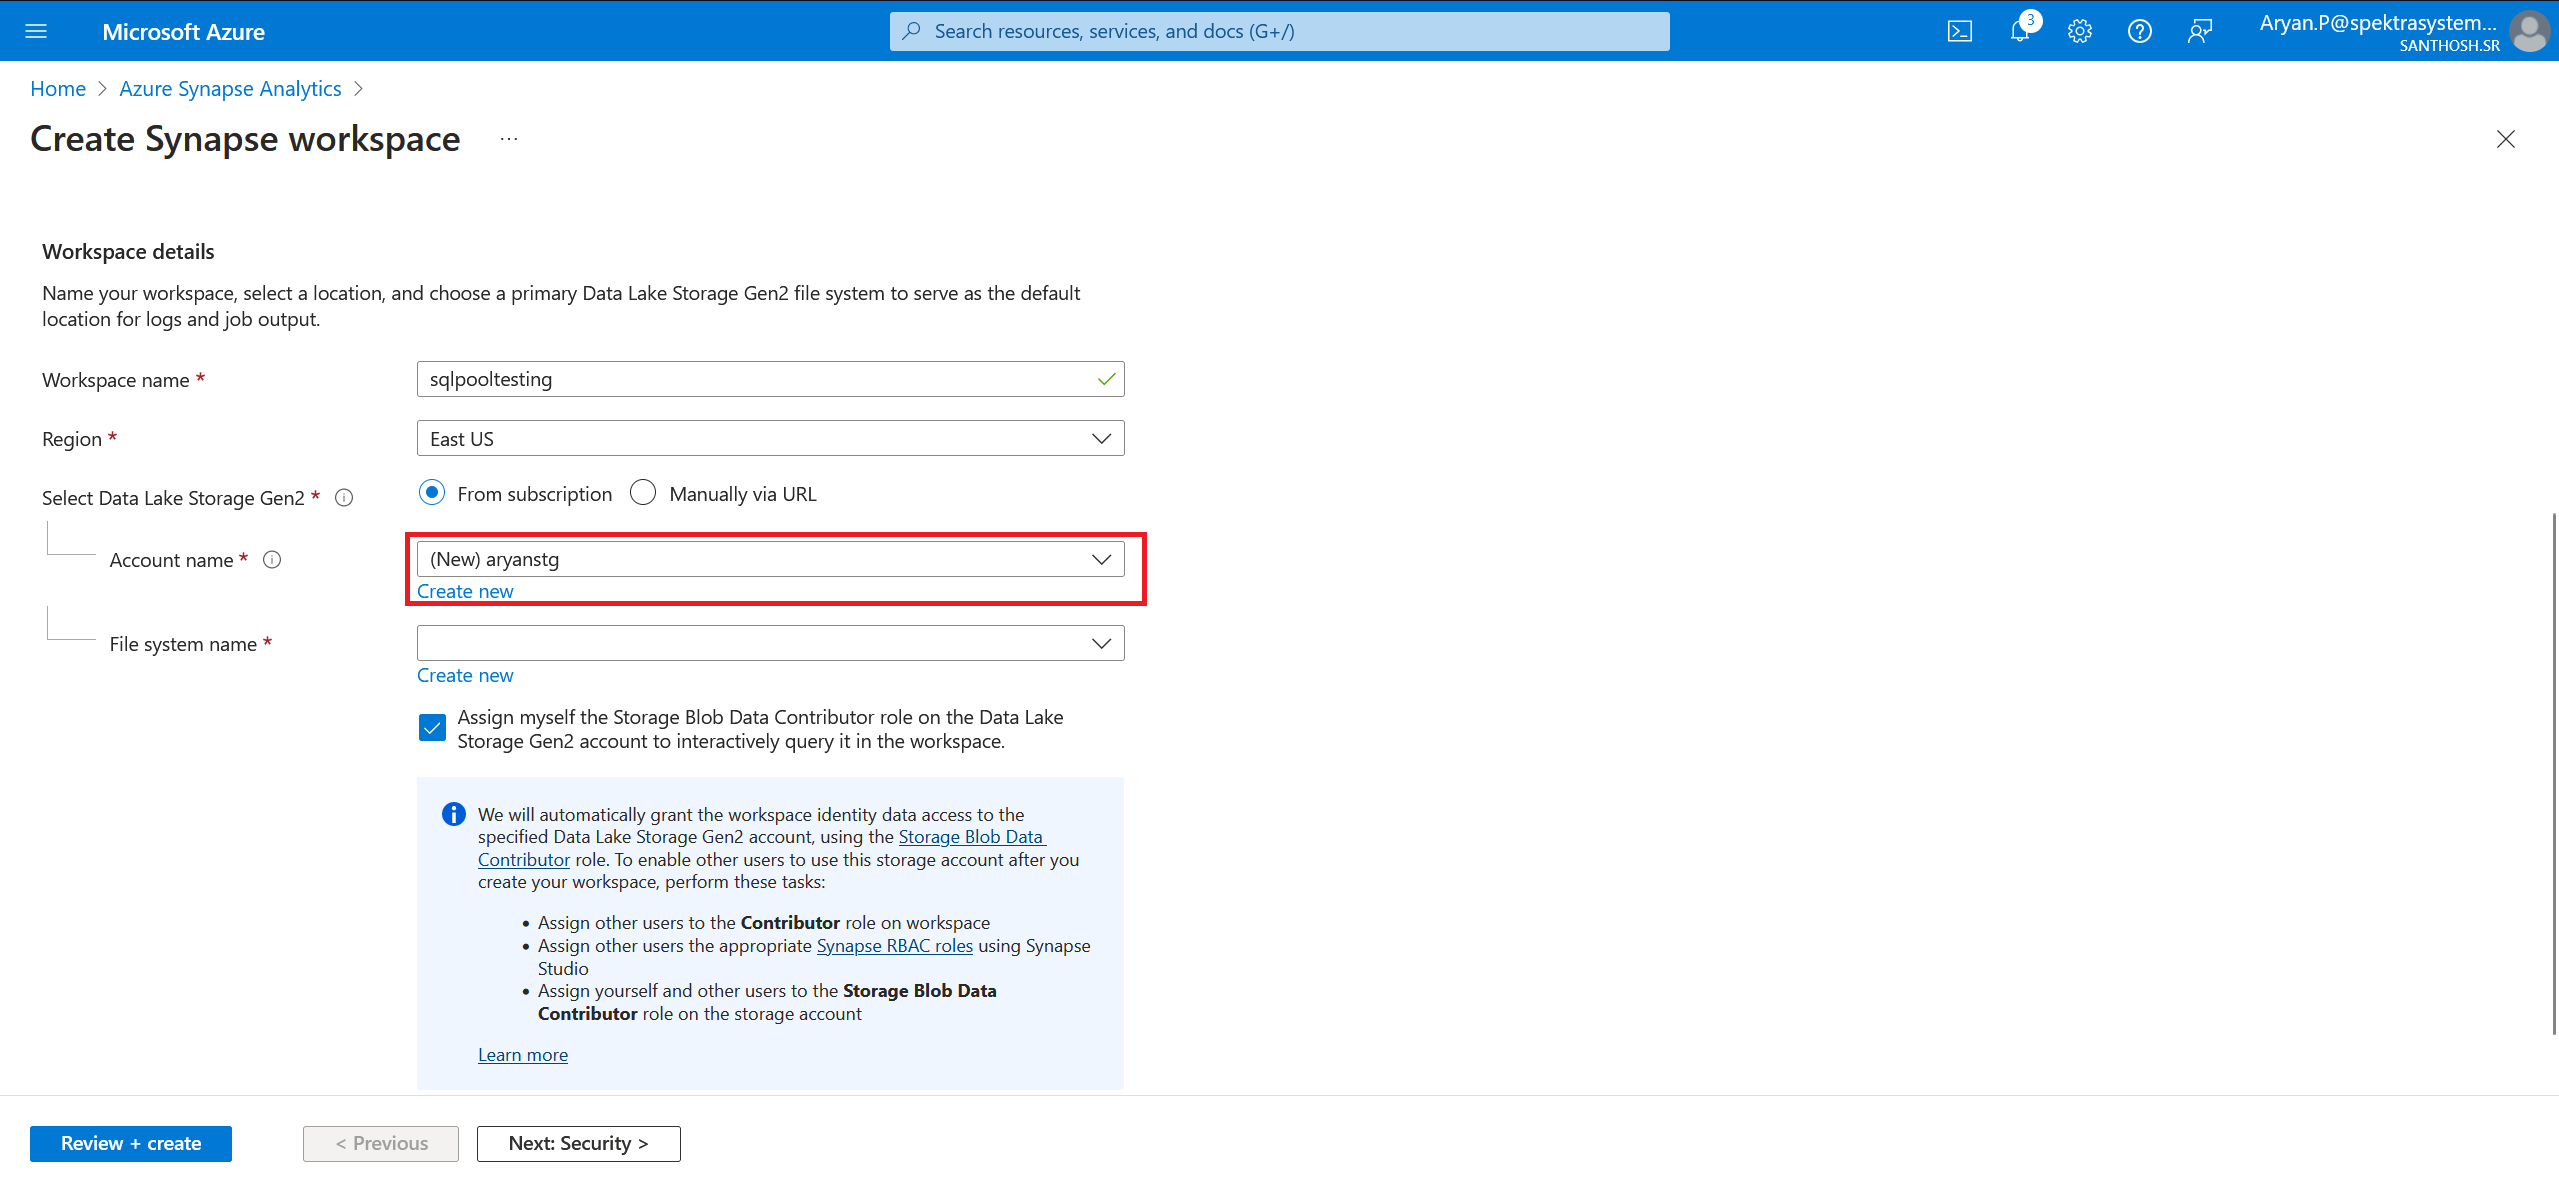 Microsoft Azure
Search resources, services, and docs (G+/)
3
Aryan.P@spektrasystem...
SANTHOSH.SR
Home > Azure Synapse Analytics >
Create Synapse workspace ...
Workspace details
Name your workspace, select a location, and choose a primary Data Lake Storage Gen2 file system to serve as the default
location for logs and job output.
Workspace name *
sqlpooltesting
Region *
East US
Select Data Lake Storage Gen2 *
From subscription
Manually via URL
Account name *
(New) aryanstg
Create new
File system name *
Create new
Assign myself the Storage Blob Data Contributor role on the Data Lake
Storage Gen2 account to interactively query it in the workspace.
We will automatically grant the workspace identity data access to the
specified Data Lake Storage Gen2 account, using the Storage Blob Data
Contributor role. To enable other users to use this storage account after you
create your workspace, perform these tasks:
• Assign other users to the Contributor role on workspace
• Assign other users the appropriate Synapse RBAC roles using Synapse
Studio
• Assign yourself and other users to the Storage Blob Data
Contributor role on the storage account
Learn more
Review + create
< Previous
Next: Security >